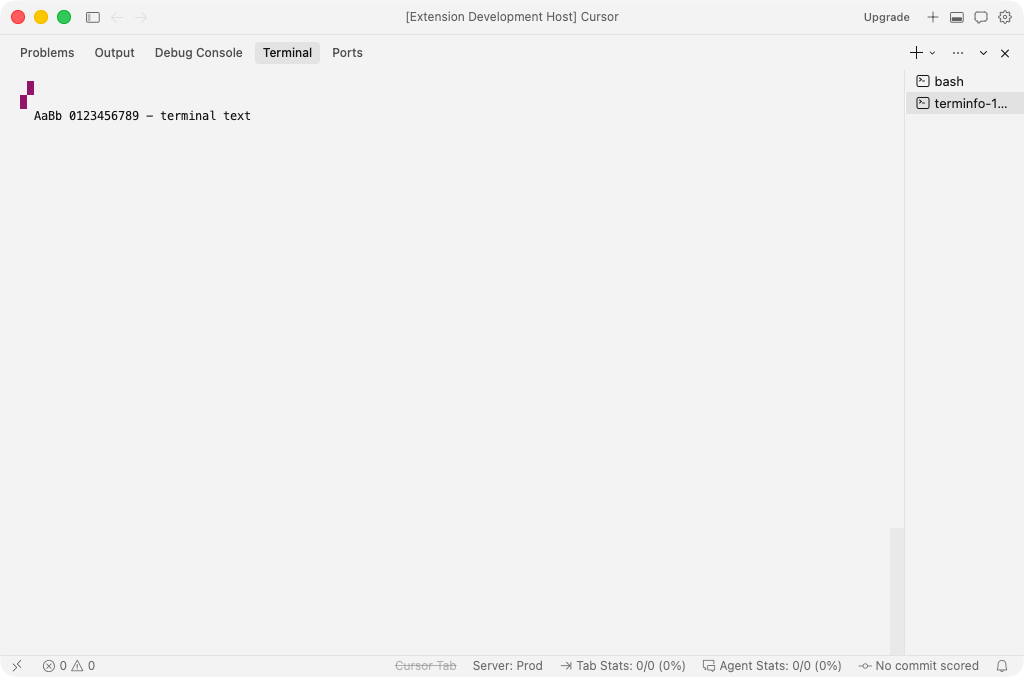 [Extension Development Host] Cursor
Upgrade
Problems Output Debug Console Terminal Ports
bash
terminfo-1...
AaBb 0123456789 – terminal text
0 0 Cursor Tab Server: Prod Tab Stats: 0/0 (0%) Agent Stats: 0/0 (0%) No commit scored